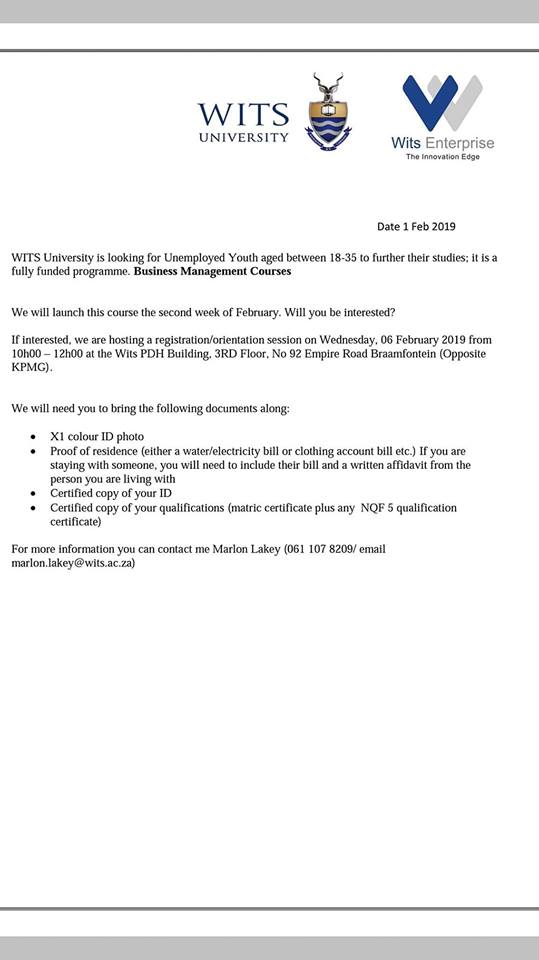 WITS
UNIVERSITY
Wits Enterprise
The Innovation Edge
Date 1 Feb 2019
WITS University is looking for Unemployed Youth aged between 18-35 to further their studies; it is a
fully funded programme. Business Management Courses
We will launch this course the second week of February. Will you be interested?
If interested, we are hosting a registration/orientation session on Wednesday, 06 February 2019 from
10h00 – 12h00 at the Wits PDH Building, 3RD Floor, No 92 Empire Road Braamfontein (Opposite
KPMG).
We will need you to bring the following documents along:
• X1 colour ID photo
• Proof of residence (either a water/electricity bill or clothing account bill etc.) If you are
staying with someone, you will need to include their bill and a written affidavit from the
person you are living with
• Certified copy of your ID
• Certified copy of your qualifications (matric certificate plus any NQF 5 qualification
certificate)
For more information you can contact me Marlon Lakey (061 107 8209/ email
marlon.lakey@wits.ac.za)